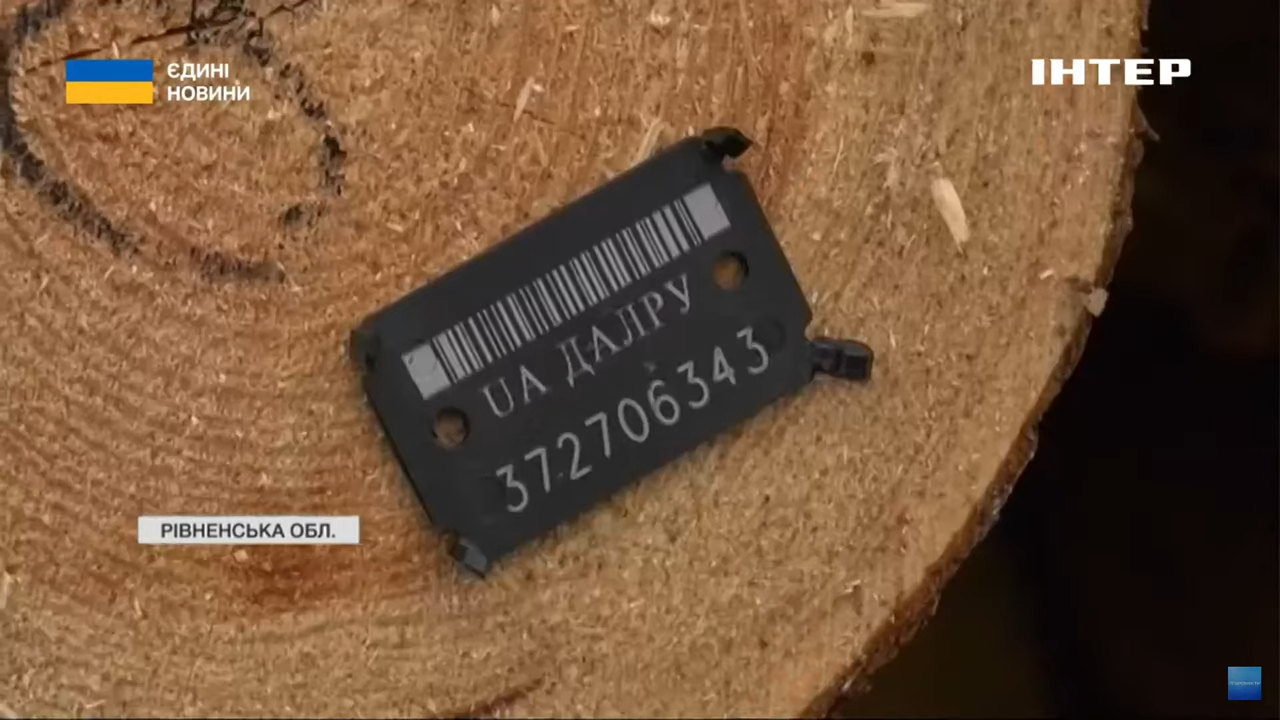 ЄДИНІ
НОВИНИ
ІНТЕР
UA ДАЛРУ
372706343
РІВНЕНСЬКА ОБЛ.